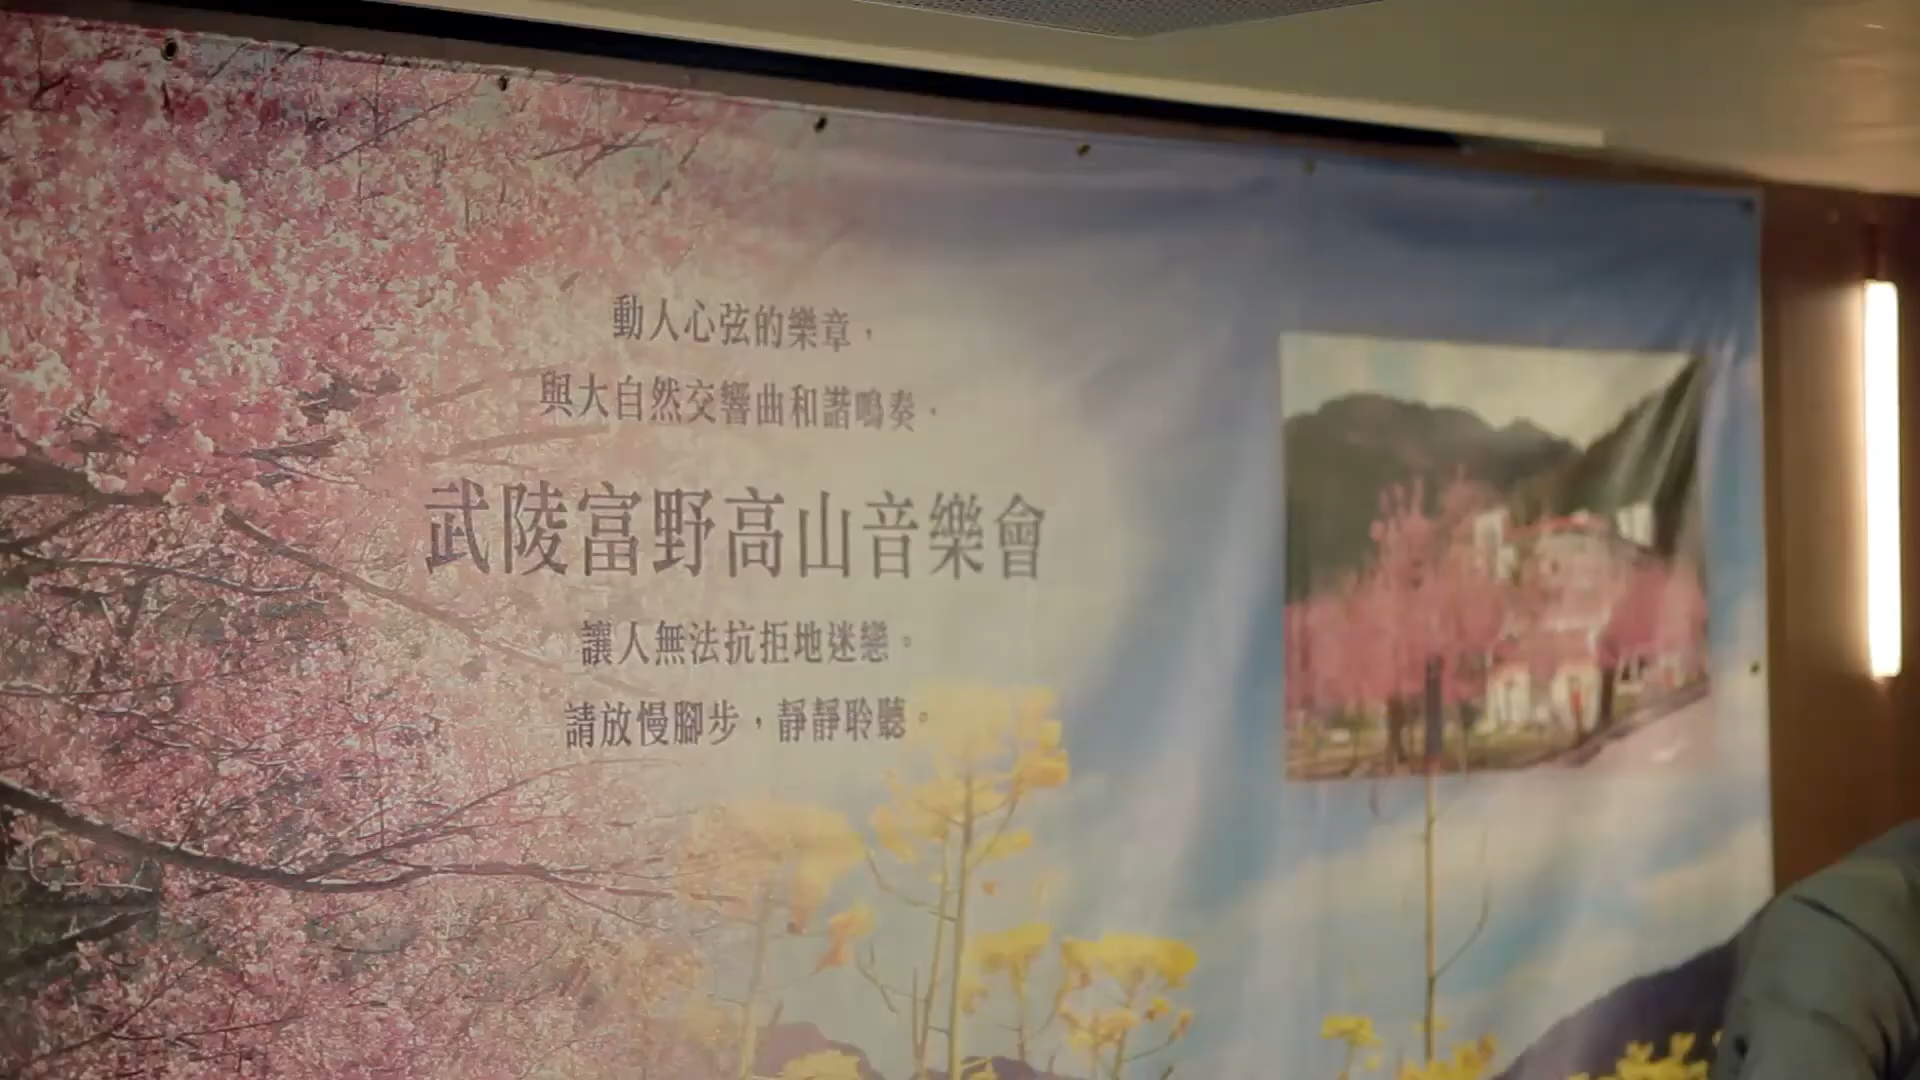 動人心弦的樂章，
與大自然交響曲和諧鳴奏.
武陵富野高山音樂會
讓人無法抗拒地迷戀。
請放慢腳步，靜靜聆聽。